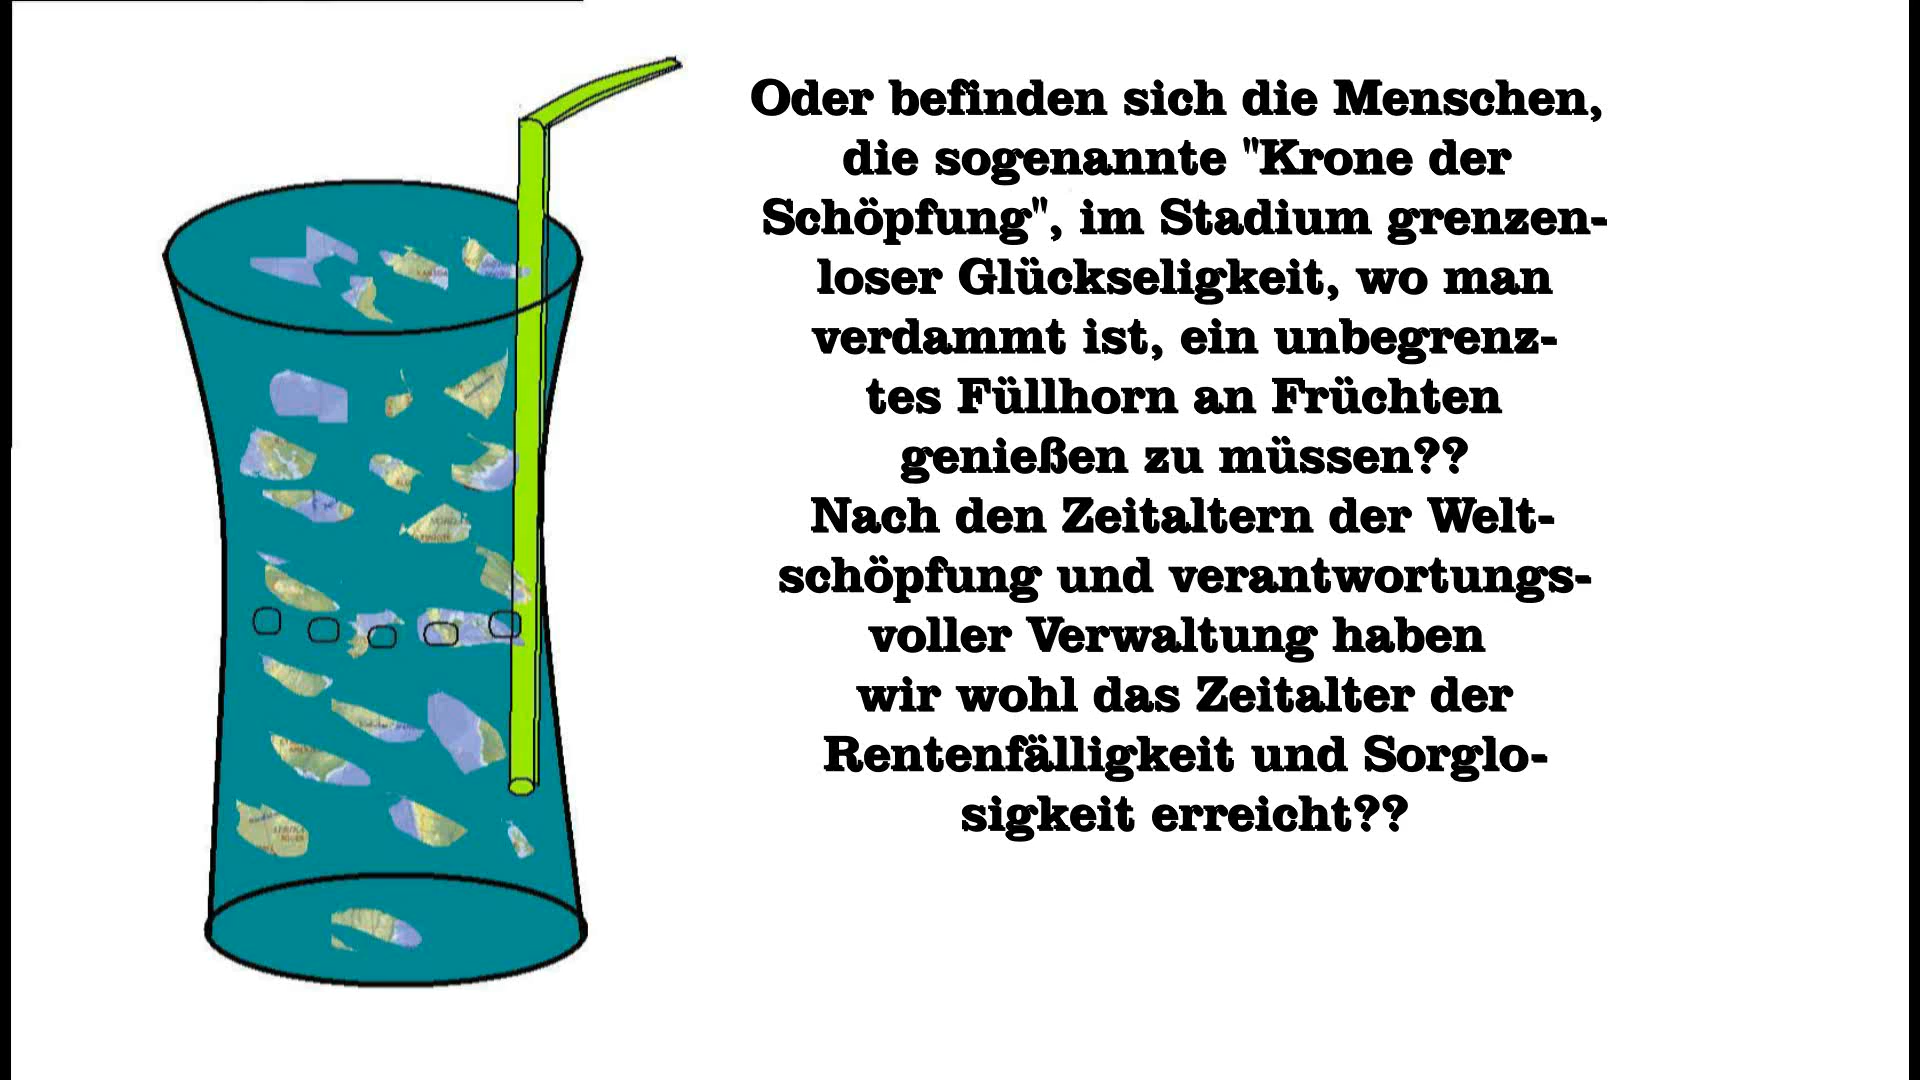 Oder befinden sich die Menschen,
die sogenannte "Krone der
Schöpfung", im Stadium grenzen-
loser Glückseligkeit, wo man
verdammt ist, ein unbegrenz-
tes Füllhorn an Früchten
genießen zu müssen??
Nach den Zeitaltern der Welt-
schöpfung und verantwortungs-
voller Verwaltung haben
wir wohl das Zeitalter der
Rentenfälligkeit und Sorglo-
sigkeit erreicht??